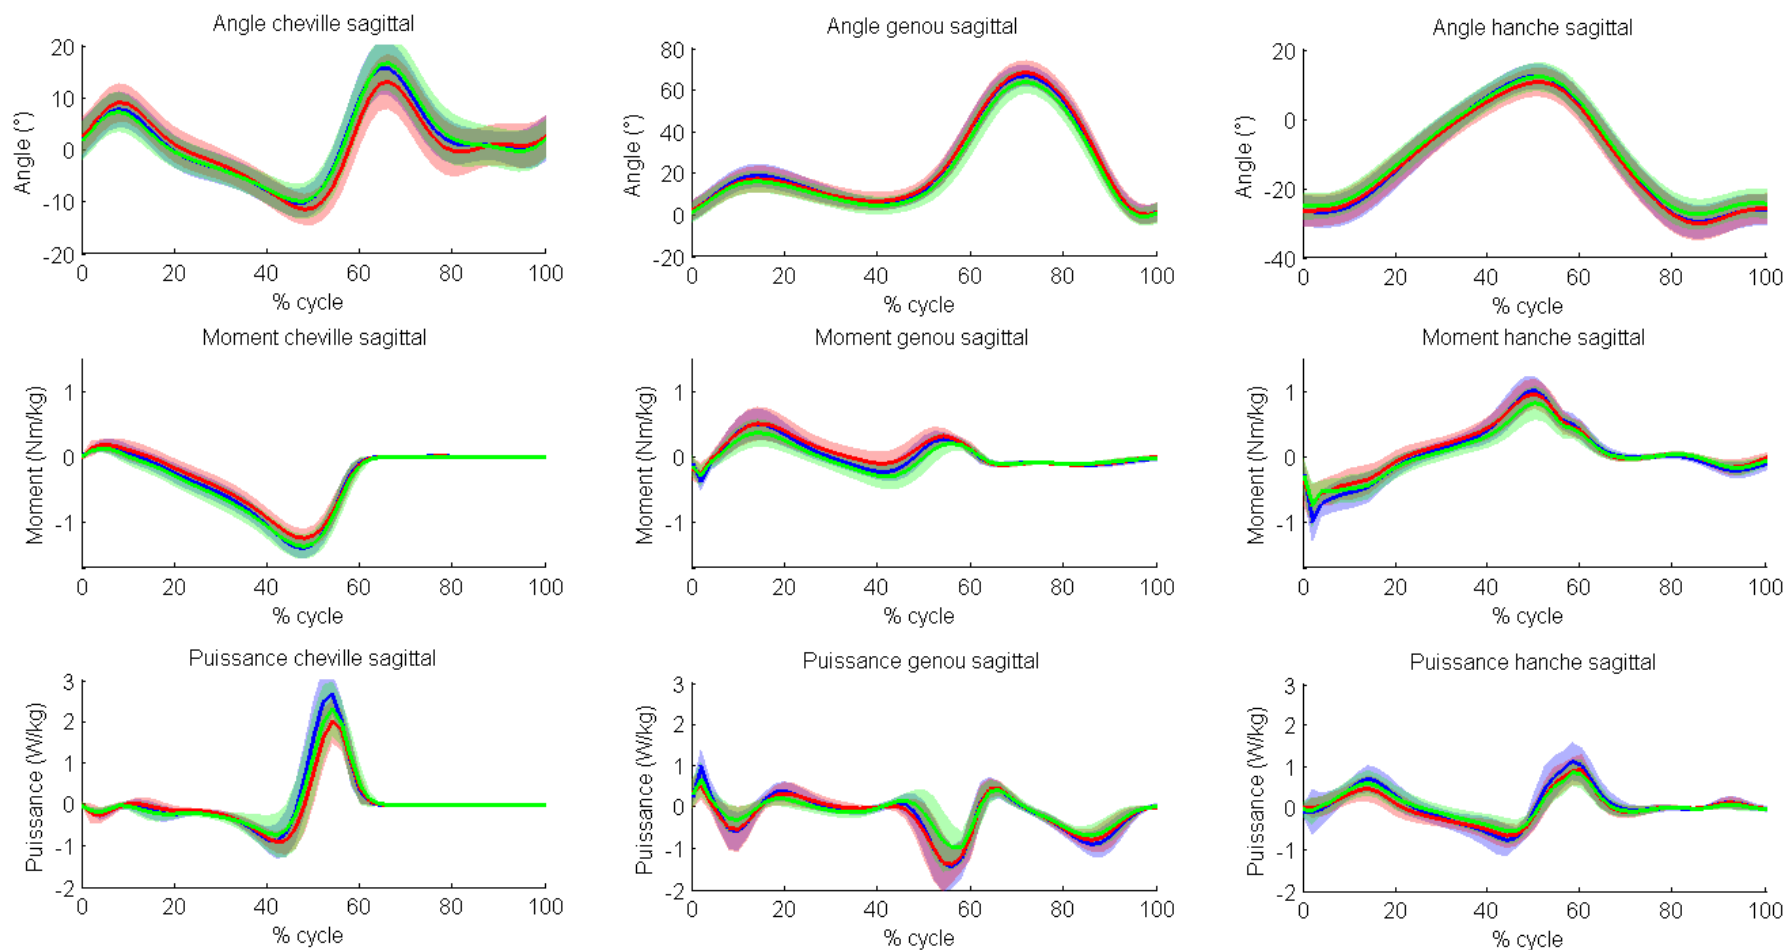 Angle cheville sagittal
Angle genou sagittal
Angle hanche sagittal
20
10
0
-10
-20
Angle (°)
0 20 40 60 80 100
% cycle
80
60
40
20
0
-20
Angle (°)
0 20 40 60 80 100
% cycle
20
0
-20
-40
Angle (°)
0 20 40 60 80 100
% cycle
Moment cheville sagittal
Moment genou sagittal
Moment hanche sagittal
1
0
-1
Moment (Nm/kg)
0 20 40 60 80 100
% cycle
1
0
-1
Moment (Nm/kg)
0 20 40 60 80 100
% cycle
1
0
-1
Moment (Nm/kg)
0 20 40 60 80 100
% cycle
Puissance cheville sagittal
Puissance genou sagittal
Puissance hanche sagittal
3
2
1
0
-1
-2
Puissance (W/kg)
0 20 40 60 80 100
% cycle
3
2
1
0
-1
-2
Puissance (W/kg)
0 20 40 60 80 100
% cycle
3
2
1
0
-1
-2
Puissance (W/kg)
0 20 40 60 80 100
% cycle